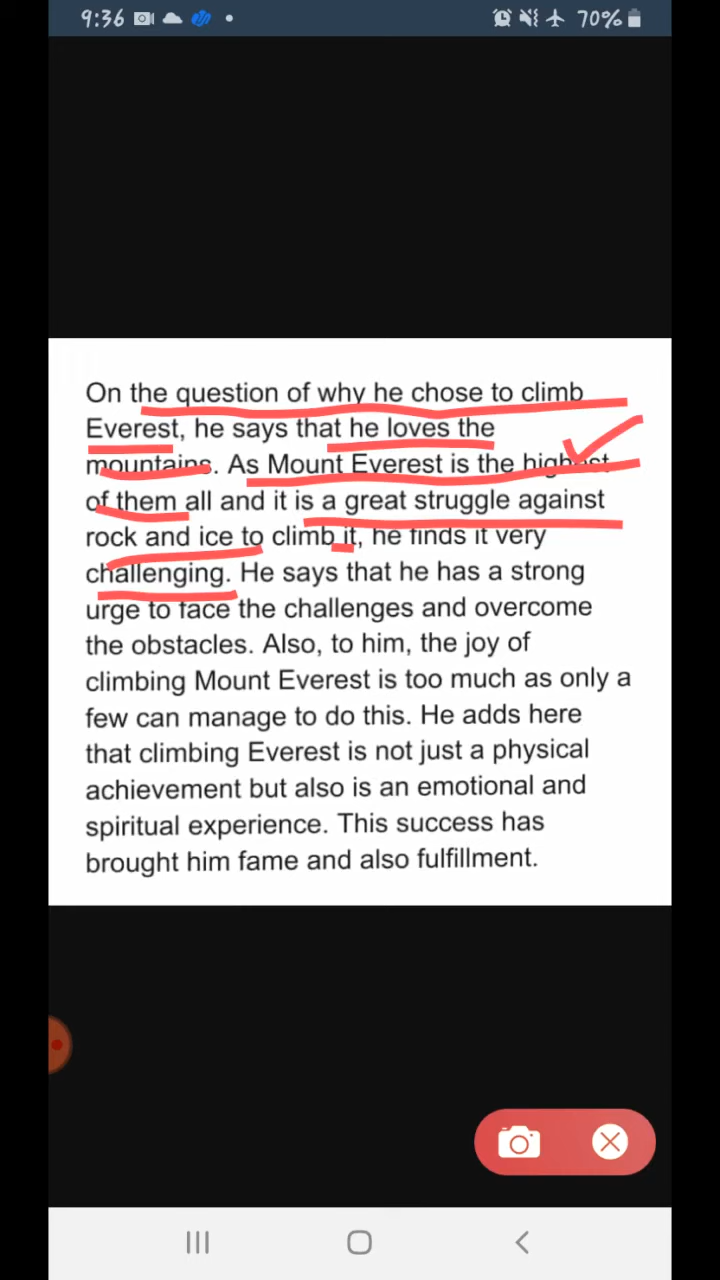 9:36
70%
On the question of why he chose to climb
Everest, he says that he loves the
mountains. As Mount Everest is the highest
of them all and it is a great struggle against
rock and ice to climb it, he finds it very
challenging. He says that he has a strong
urge to face the challenges and overcome
the obstacles. Also, to him, the joy of
climbing Mount Everest is too much as only a
few can manage to do this. He adds here
that climbing Everest is not just a physical
achievement but also is an emotional and
spiritual experience. This success has
brought him fame and also fulfillment.